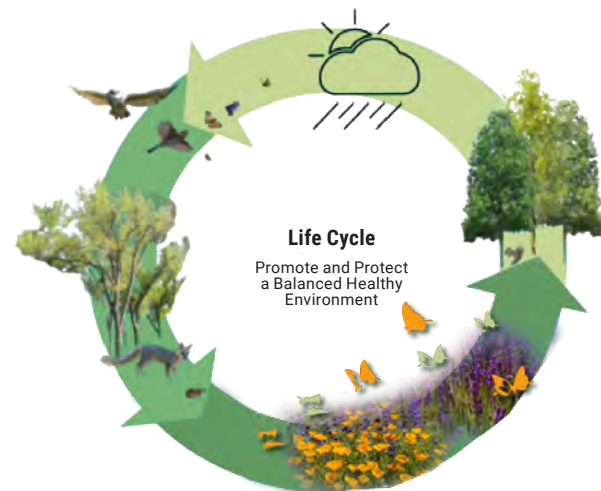 Life Cycle
Promote and Protect
a Balanced Healthy
Environment